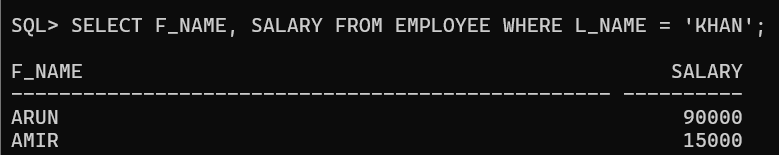 SQL> SELECT F_NAME, SALARY FROM EMPLOYEE WHERE L_NAME = 'KHAN';
F_NAME                                                 SALARY
-------------------------------------------------- ----------
ARUN                                                    90000
AMIR                                                    15000